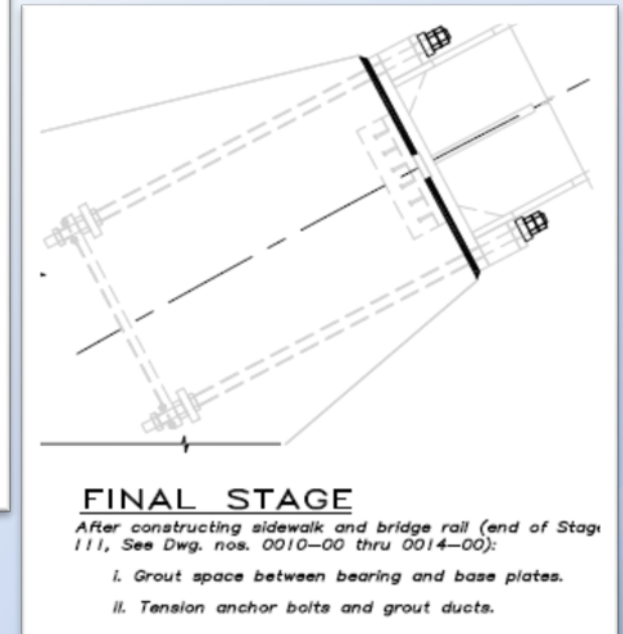 FINAL STAGE
After constructing sidewalk and bridge rail (end of Stage
III, See Dwg. nos. 0010-00 thru 0014-00):
i. Grout space between bearing and base plates.
ii. Tension anchor bolts and grout ducts.